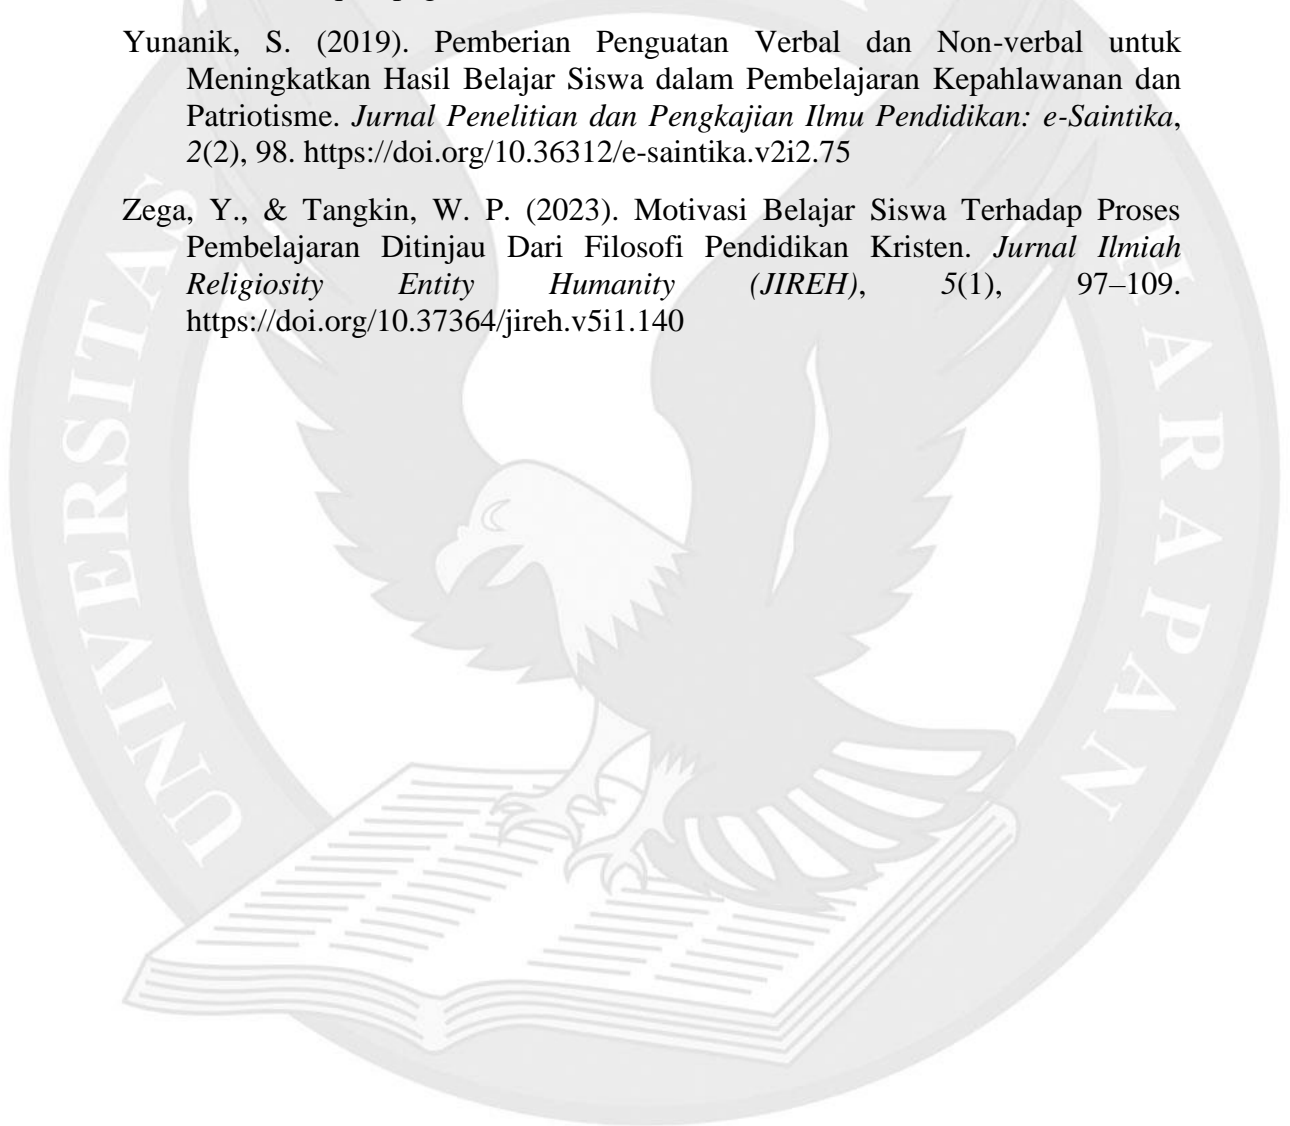 Yunanik, S. (2019). Pemberian Penguatan Verbal dan Non-verbal untuk
Meningkatkan Hasil Belajar Siswa dalam Pembelajaran Kepahlawanan dan
Patriotisme. Jurnal Penelitian dan Pengkajian Ilmu Pendidikan: e-Saintika,
2(2), 98. https://doi.org/10.36312/e-saintika.v2i2.75
Zega, Y., & Tangkin, W. P. (2023). Motivasi Belajar Siswa Terhadap Proses
Pembelajaran Ditinjau Dari Filosofi Pendidikan Kristen. Jurnal Ilmiah
Religiosity Entity Humanity (JIREH), 5(1), 97–109.
https://doi.org/10.37364/jireh.v5i1.140
UNIVERSITAS
HARAPAN